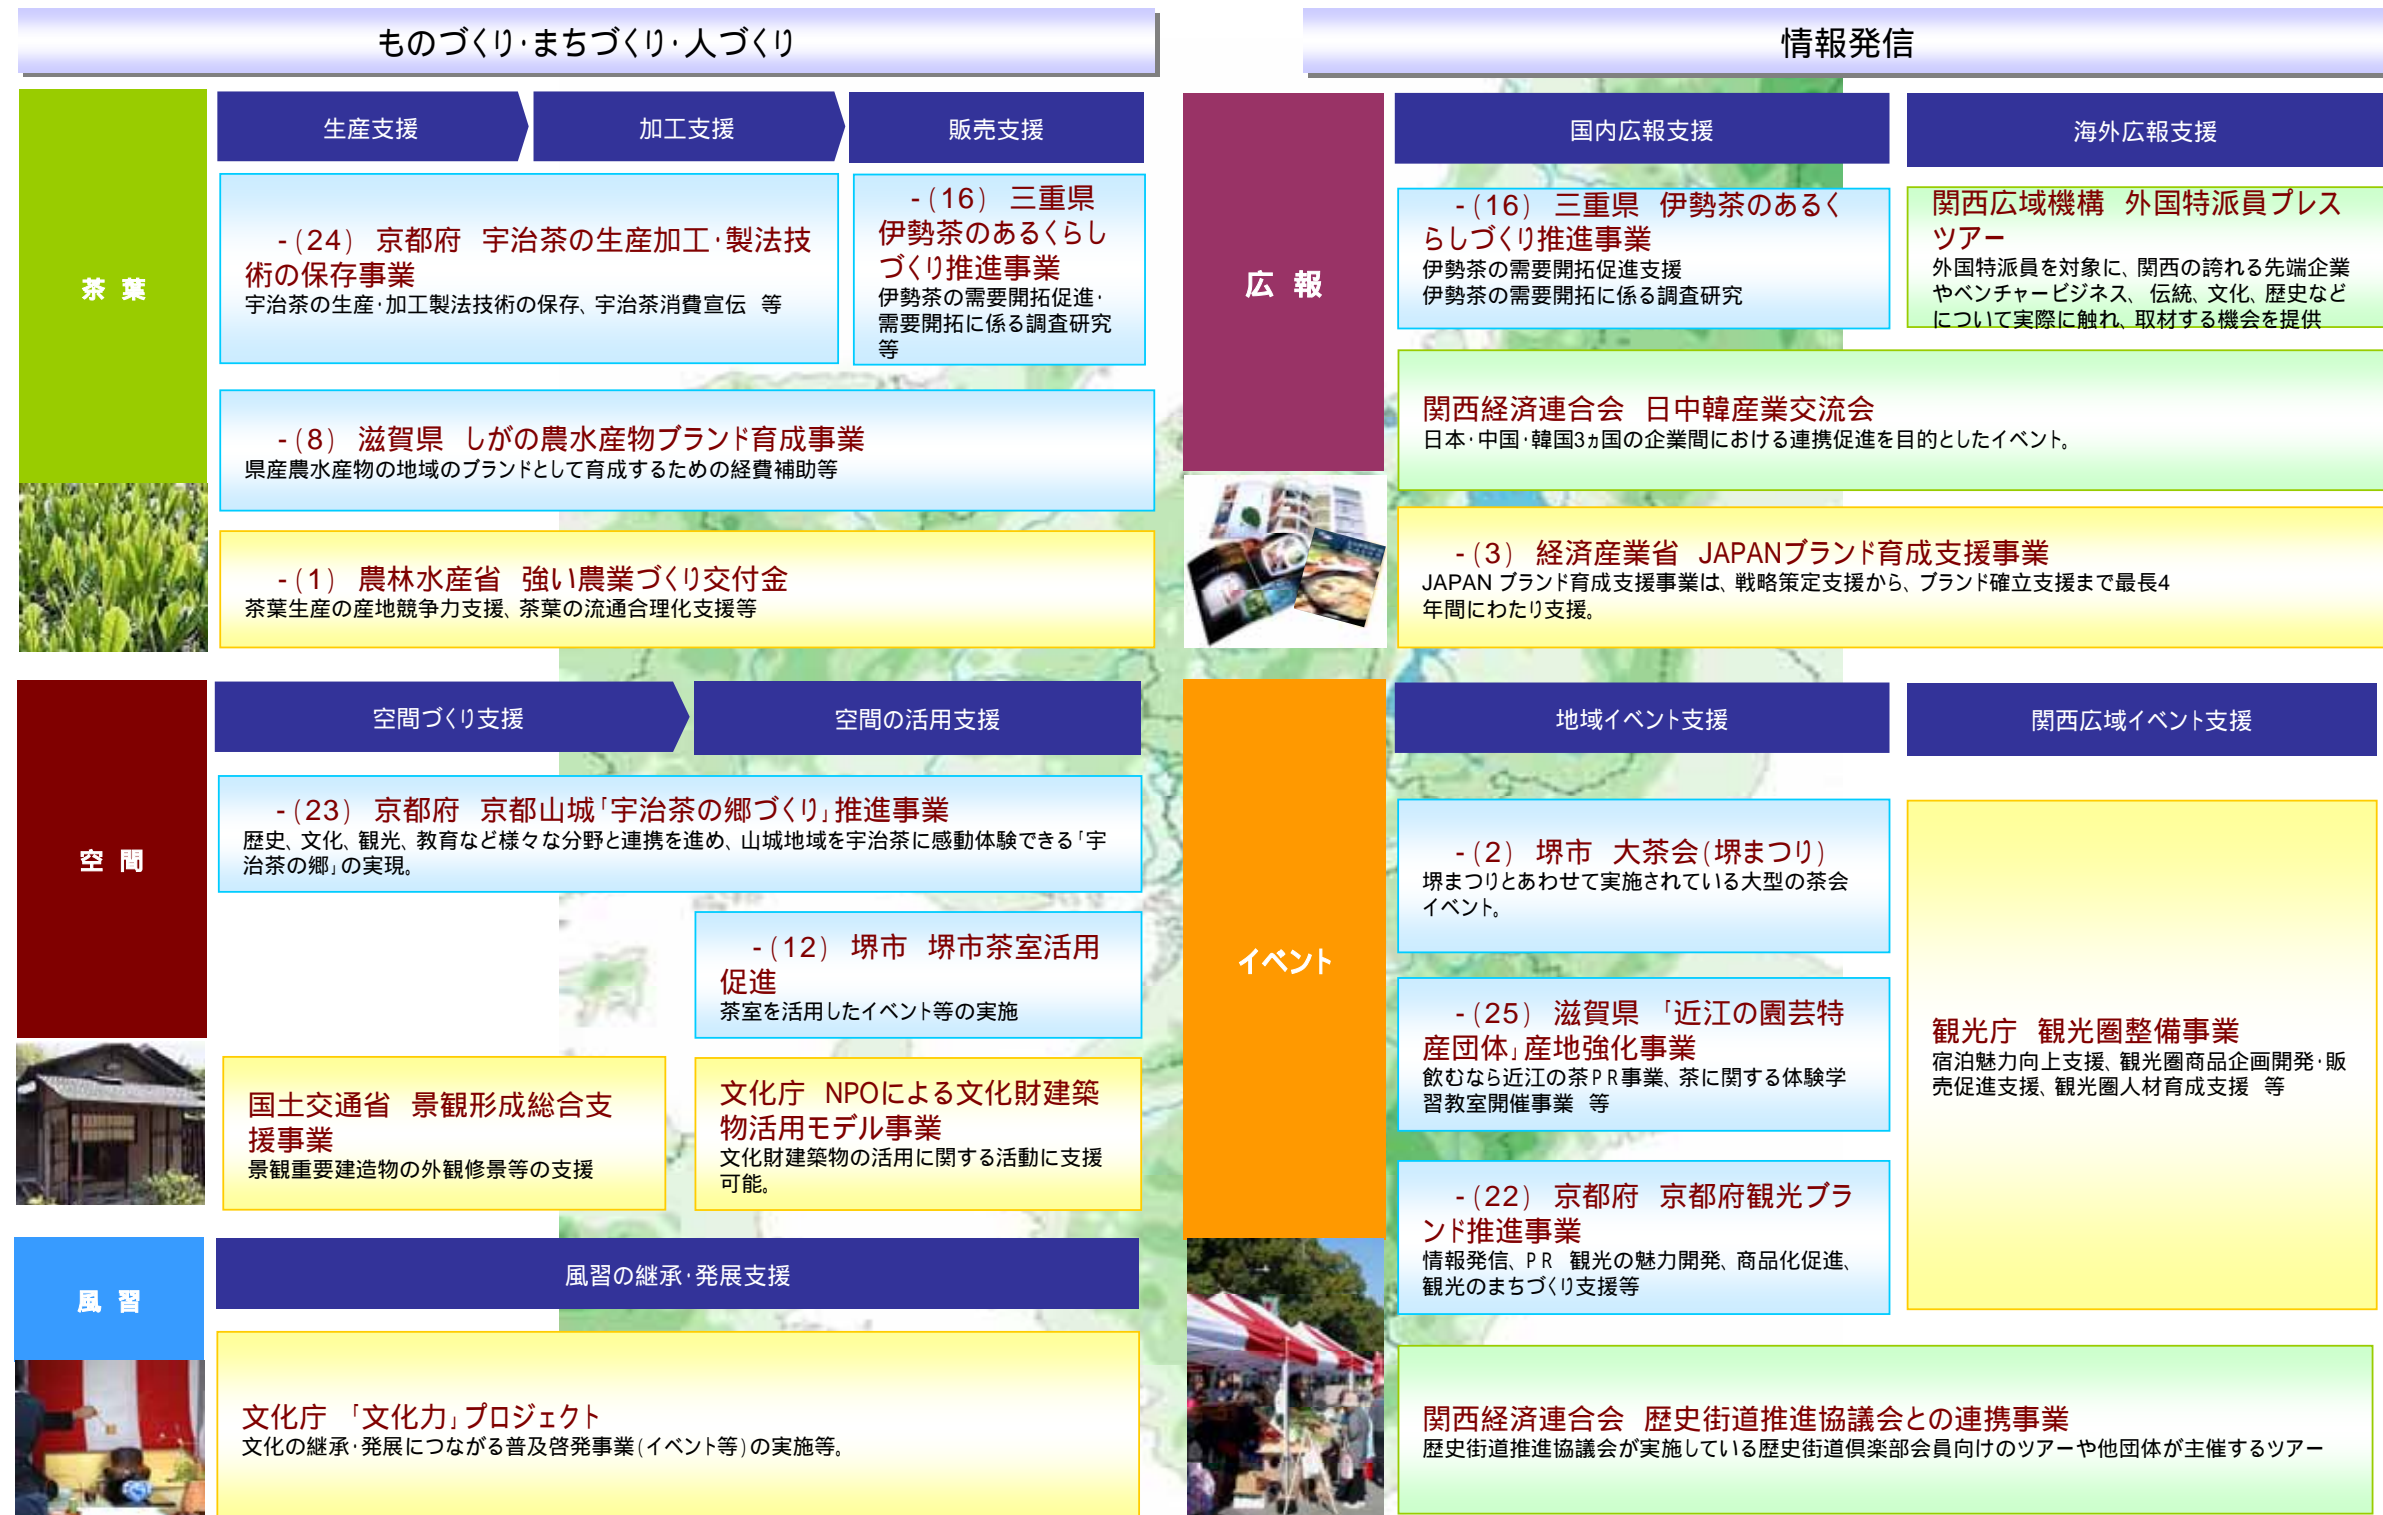 ものづくり・まちづくり・人づくり
茶 葉
生産支援
加工支援
販売支援
-(24) 京都府 宇治茶の生産加工・製法技
術の保存事業
宇治茶の生産・加工製法技術の保存、宇治茶消費宣伝 等
-(16) 三重県
伊勢茶のあるくらし
づくり推進事業
伊勢茶の需要開拓促進・
需要開拓に係る調査研究
等
-(8) 滋賀県 しがの農水産物ブランド育成事業
県産農水産物の地域のブランドとして育成するための経費補助等
-(1) 農林水産省 強い農業づくり交付金
茶葉生産の産地競争力支援、茶葉の流通合理化支援等
空 間
空間づくり支援
空間の活用支援
-(23) 京都府 京都山城「宇治茶の郷づくり」推進事業
歴史、文化、観光、教育など様々な分野と連携を進め、山城地域を宇治茶に感動体験できる「宇
治茶の郷」の実現。
-(12) 堺市 堺市茶室活用
促進
茶室を活用したイベント等の実施
国土交通省 景観形成総合支
援事業
景観重要建造物の外観修景等の支援
文化庁 NPOによる文化財建築
物活用モデル事業
文化財建築物の活用に関する活動に支援
可能。
風 習
風習の継承・発展支援
文化庁 「文化力」プロジェクト
文化の継承・発展につながる普及啓発事業(イベント等)の実施等。
情報発信
広 報
国内広報支援
海外広報支援
-(16) 三重県 伊勢茶のあるく
らしづくり推進事業
伊勢茶の需要開拓促進支援
伊勢茶の需要開拓に係る調査研究
関西広域機構 外国特派員プレス
ツアー
外国特派員を対象に、関西の誇れる先端企業
やベンチャービジネス、伝統、文化、歴史など
について実際に触れ、取材する機会を提供
関西経済連合会 日中韓産業交流会
日本・中国・韓国3ヵ国の企業間における連携促進を目的としたイベント。
-(3) 経済産業省 JAPANブランド育成支援事業
JAPAN ブランド育成支援事業は、戦略策定支援から、ブランド確立支援まで最長4
年間にわたり支援。
イベント
地域イベント支援
関西広域イベント支援
-(2) 堺市 大茶会(堺まつり)
堺まつりとあわせて実施されている大型の茶会
イベント。
-(25) 滋賀県 「近江の園芸特
産団体」産地強化事業
飲むなら近江の茶PR事業、茶に関する体験学
習教室開催事業 等
-(22) 京都府 京都府観光ブラ
ンド推進事業
情報発信、PR 観光の魅力開発、商品化促進、
観光のまちづくり支援等
観光庁 観光圏整備事業
宿泊魅力向上支援、観光圏商品企画開発・販
売促進支援、観光圏人材育成支援 等
関西経済連合会 歴史街道推進協議会との連携事業
歴史街道推進協議会が実施している歴史街道倶楽部会員向けのツアーや他団体が主催するツアー